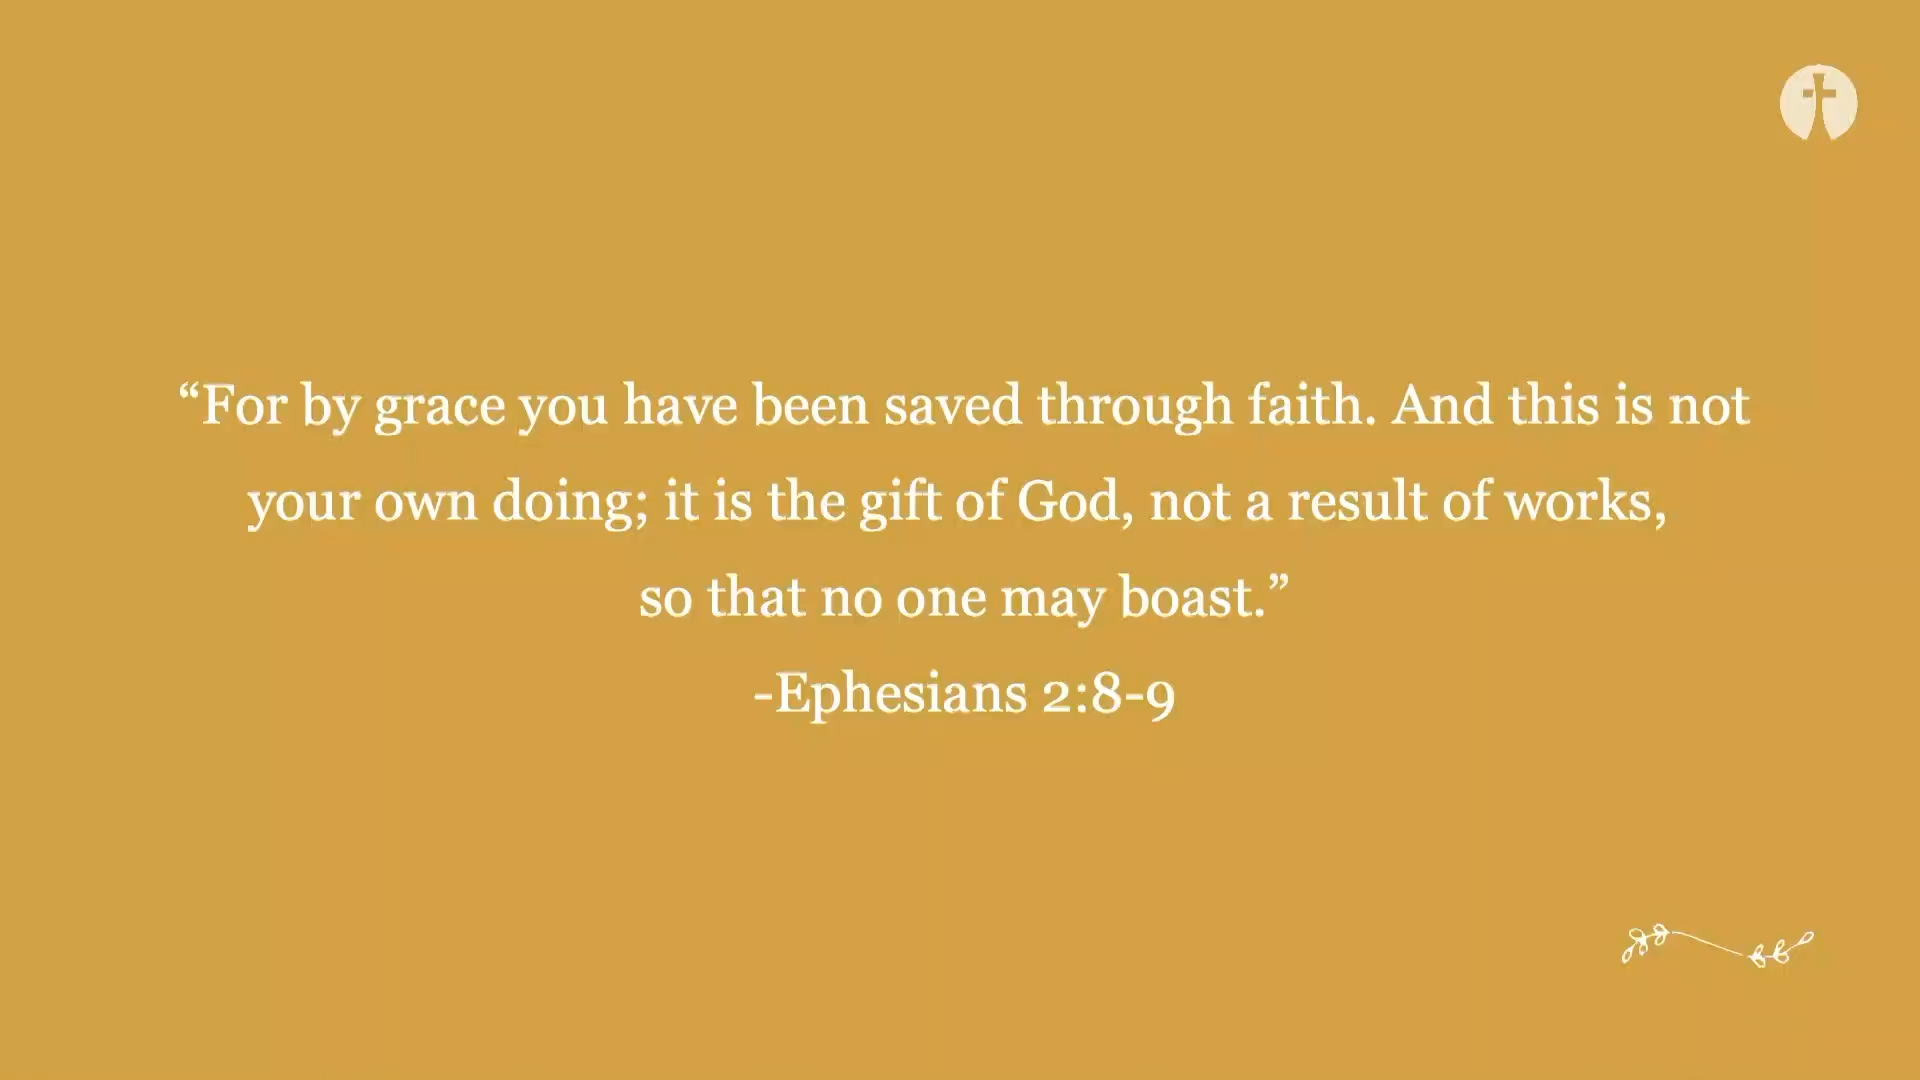 “For by grace you have been saved through faith. And this is not
your own doing; it is the gift of God, not a result of works,
so that no one may boast.”
-Ephesians 2:8-9